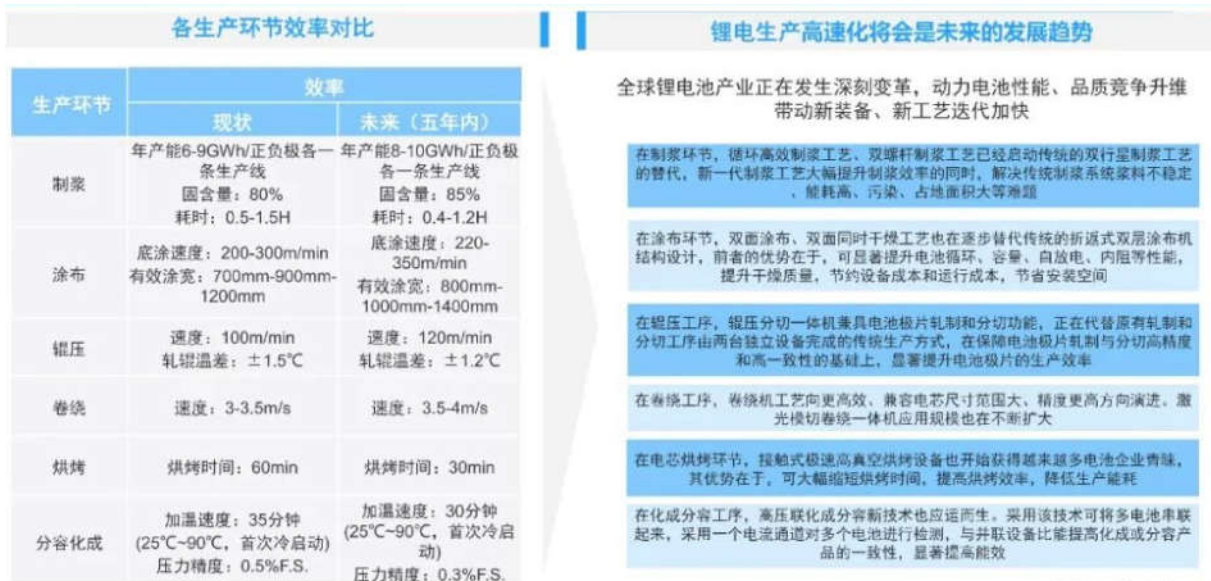 各生产环节效率对比
生产环节
效率
现状
未来（五年内）
制浆
年产能6-9GWh/正负极各一
条生产线
固含量：80%
耗时：0.5-1.5H
年产能8-10GWh/正负极
各一条生产线
固含量：85%
耗时：0.4-1.2H
涂布
底涂速度：200-300m/min
有效涂宽：700mm-900mm-
1200mm
底涂速度：220-
350m/min
有效涂宽：800mm-
1000mm-1400mm
辊压
速度：100m/min
轧辊温差：±1.5℃
速度：120m/min
轧辊温差：±1.2℃
卷绕
速度：3-3.5m/s
速度：3.5-4m/s
烘烤
烘烤时间：60min
烘烤时间：30min
分容化成
加温速度：35分钟
(25℃~90℃，首次冷启动)
压力精度：0.5%F.S.
加温速度：30分钟
(25℃~90℃，首次冷启
动)
压力精度：0.3%F.S.
锂电生产高速化将会是未来的发展趋势
全球锂电池产业正在发生深刻变革，动力电池性能、品质竞争升维
带动新装备、新工艺迭代加快
在制浆环节，循环高效制浆工艺、双螺杆制浆工艺已经启动传统的双行星制浆工艺
的替代，新一代制浆工艺大幅提升制浆效率的同时，解决传统制浆系统浆料不稳定
、能耗高、污染、占地面积大等难题
在涂布环节，双面涂布、双面同时干燥工艺也在逐步替代传统的折返式双层涂布机
结构设计，前者的优势在于，可显著提升电池循环、容量、自放电、内阻等性能，
提升干燥质量，节约设备成本和运行成本，节省安装空间
在辊压工序，辊压分切一体机兼具电池极片轧制和分切功能，正在代替原有轧制和
分切工序由两台独立设备完成的传统生产方式，在保障电池极片轧制与分切高精度
和高一致性的基础上，显著提升电池极片的生产效率
在卷绕工序，卷绕机工艺向更高效、兼容电芯尺寸范围大、精度更高方向演进。激
光模切卷绕一体机应用规模也在不断扩大
在电芯烘烤环节，接触式极速高真空烘烤设备也开始获得越来越多电池企业青睐，
其优势在于，可大幅缩短烘烤时间，提高烘烤效率，降低生产能耗
在化成分容工序，高压联化成分容新技术也应运而生。采用该技术可将多电池串联
起来，采用一个电流通道对多个电池进行检测，与并联设备比能提高化成或分容产
品的一致性，显著提高能效